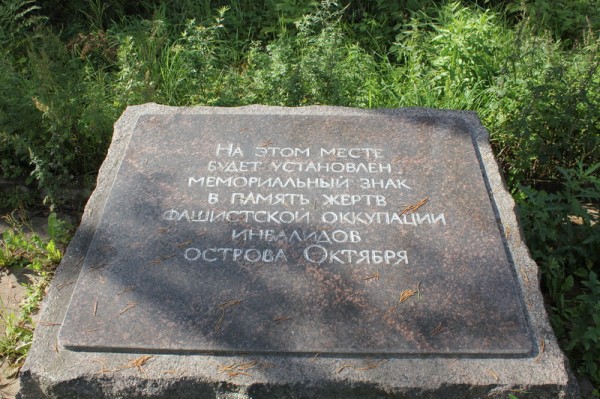 На этом месте
будет установлен
мемориальный знак
в память жертв
фашистской оккупации
инвалидов
острова Октября